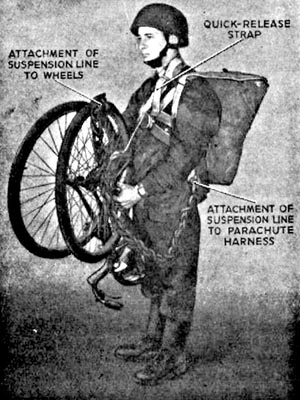 QUICK-RELEASE
STRAP
ATTACHMENT OF
SUSPENSION LINE
TO WHEELS
ATTACHMENT OF
SUSPENSION LINE
TO PARACHUTE
HARNESS